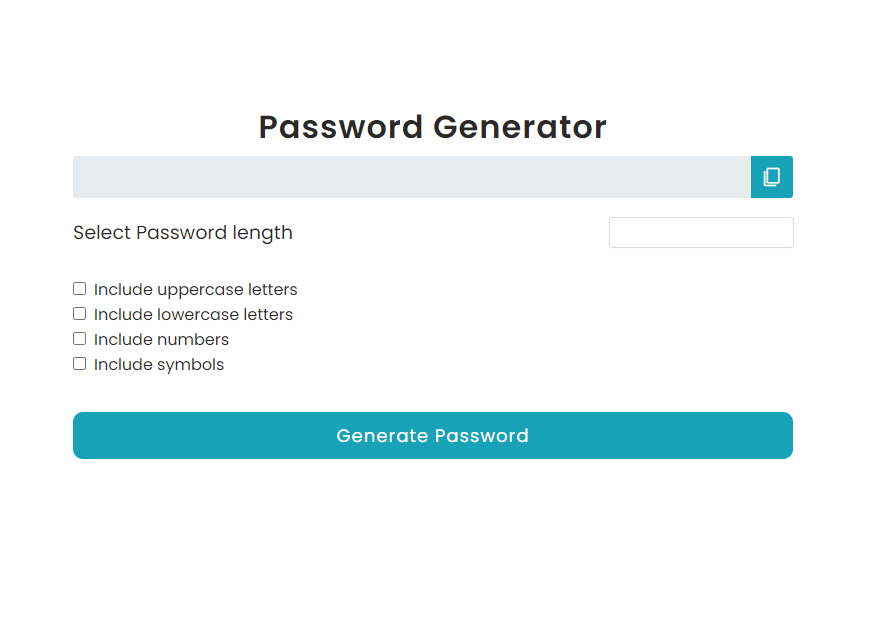 Password Generator
Select Password length
Include uppercase letters
Include lowercase letters
Include numbers
Include symbols
Generate Password